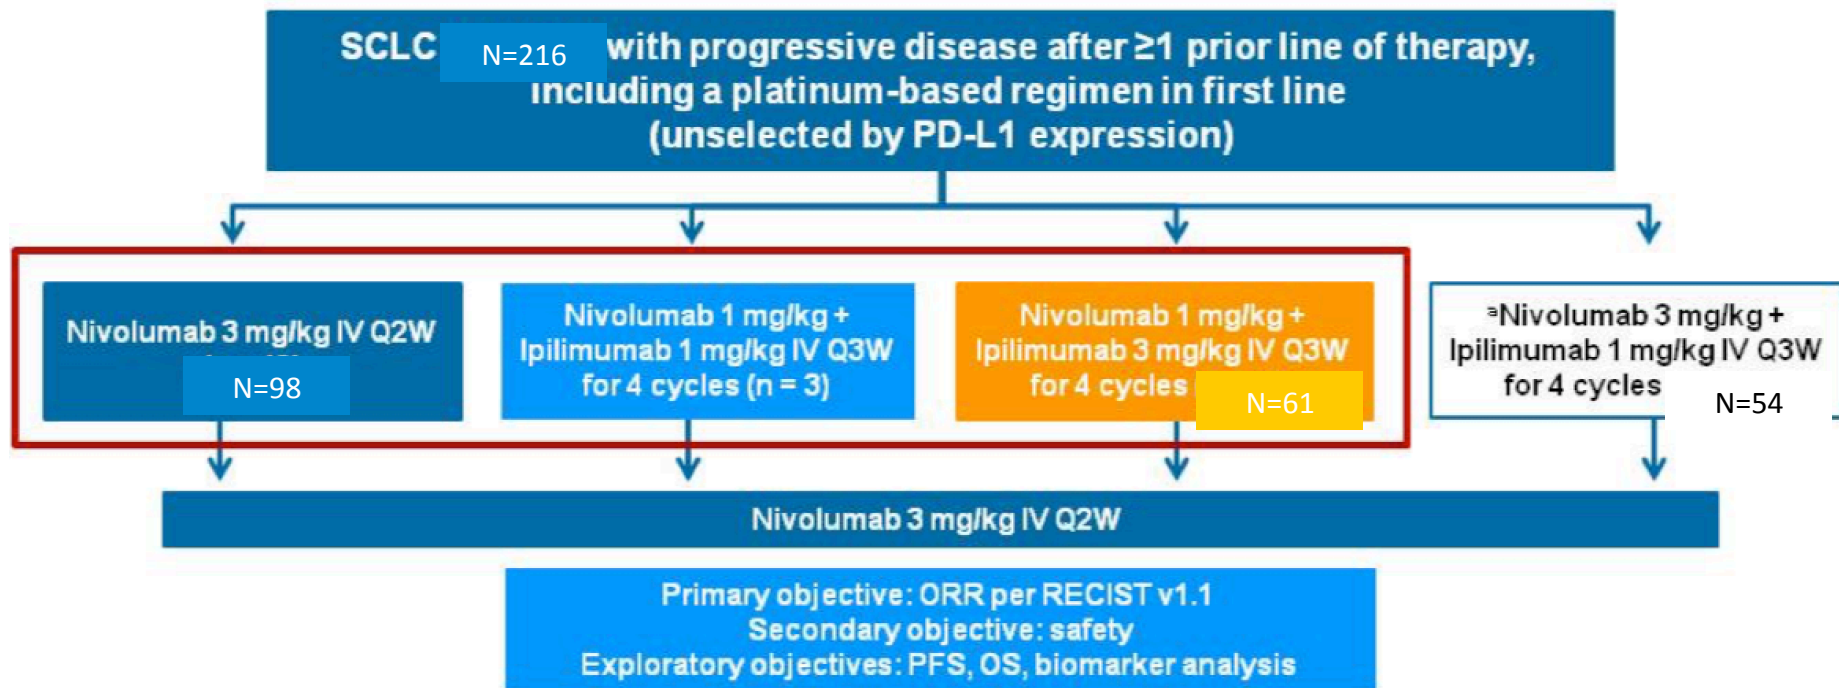 SCLC N=216 with progressive disease after ≥1 prior line of therapy,
including a platinum-based regimen in first line
(unselected by PD-L1 expression)
Nivolumab 3 mg/kg IV Q2W
N=98
Nivolumab 1 mg/kg +
Ipilimumab 1 mg/kg IV Q3W
for 4 cycles (n = 3)
Nivolumab 1 mg/kg +
Ipilimumab 3 mg/kg IV Q3W
for 4 cycles (
N=61
ᵃNivolumab 3 mg/kg +
Ipilimumab 1 mg/kg IV Q3W
for 4 cycles
N=54
Nivolumab 3 mg/kg IV Q2W
Primary objective: ORR per RECIST v1.1
Secondary objective: safety
Exploratory objectives: PFS, OS, biomarker analysis